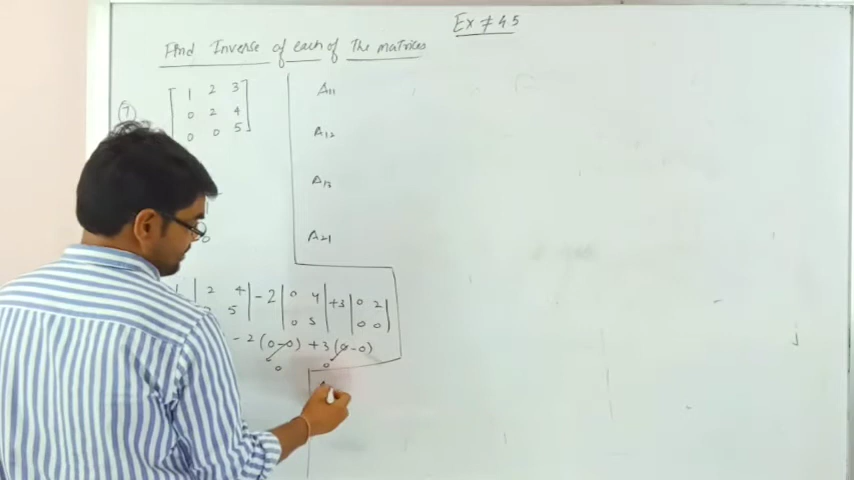 Ex ≠ 4.5
Find Inverse of each of The matrices
(7) [1 2 3
0 2 4
0 0 5]
A11
A12
A13
A21
| 2 4 5 | - 2 | 0 4 0 5 | +3 | 0 2 0 0 |
- 2 (0-0) + 3 (0-0)
0 0